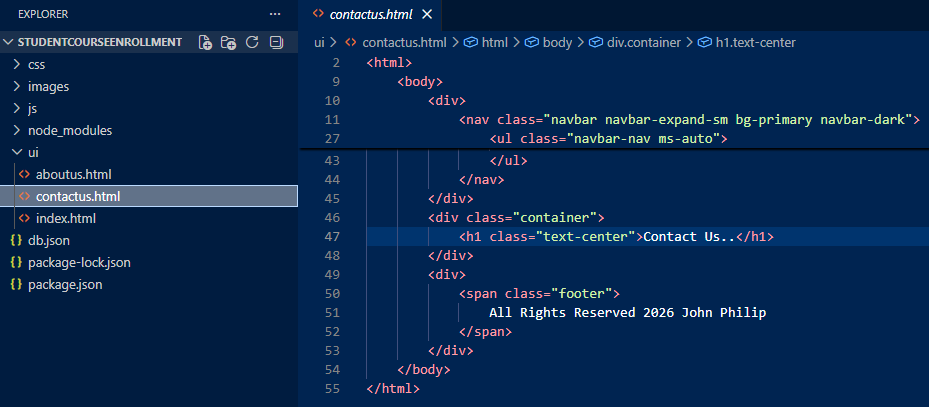 EXPLORER
···
STUDENTCOURSEENROLLMENT
css
images
js
node_modules
ui
aboutus.html
contactus.html
index.html
db.json
package-lock.json
package.json
contactus.html
ui > contactus.html > html > body > div.container > h1.text-center
2 <html>
9 <body>
10 <div>
11 <nav class="navbar navbar-expand-sm bg-primary navbar-dark">
27 <ul class="navbar-nav ms-auto">
43 </ul>
44 </nav>
45 </div>
46 <div class="container">
47 <h1 class="text-center">Contact Us..</h1>
48 </div>
49 <div>
50 <span class="footer">
51 All Rights Reserved 2026 John Philip
52 </span>
53 </div>
54 </body>
55 </html>